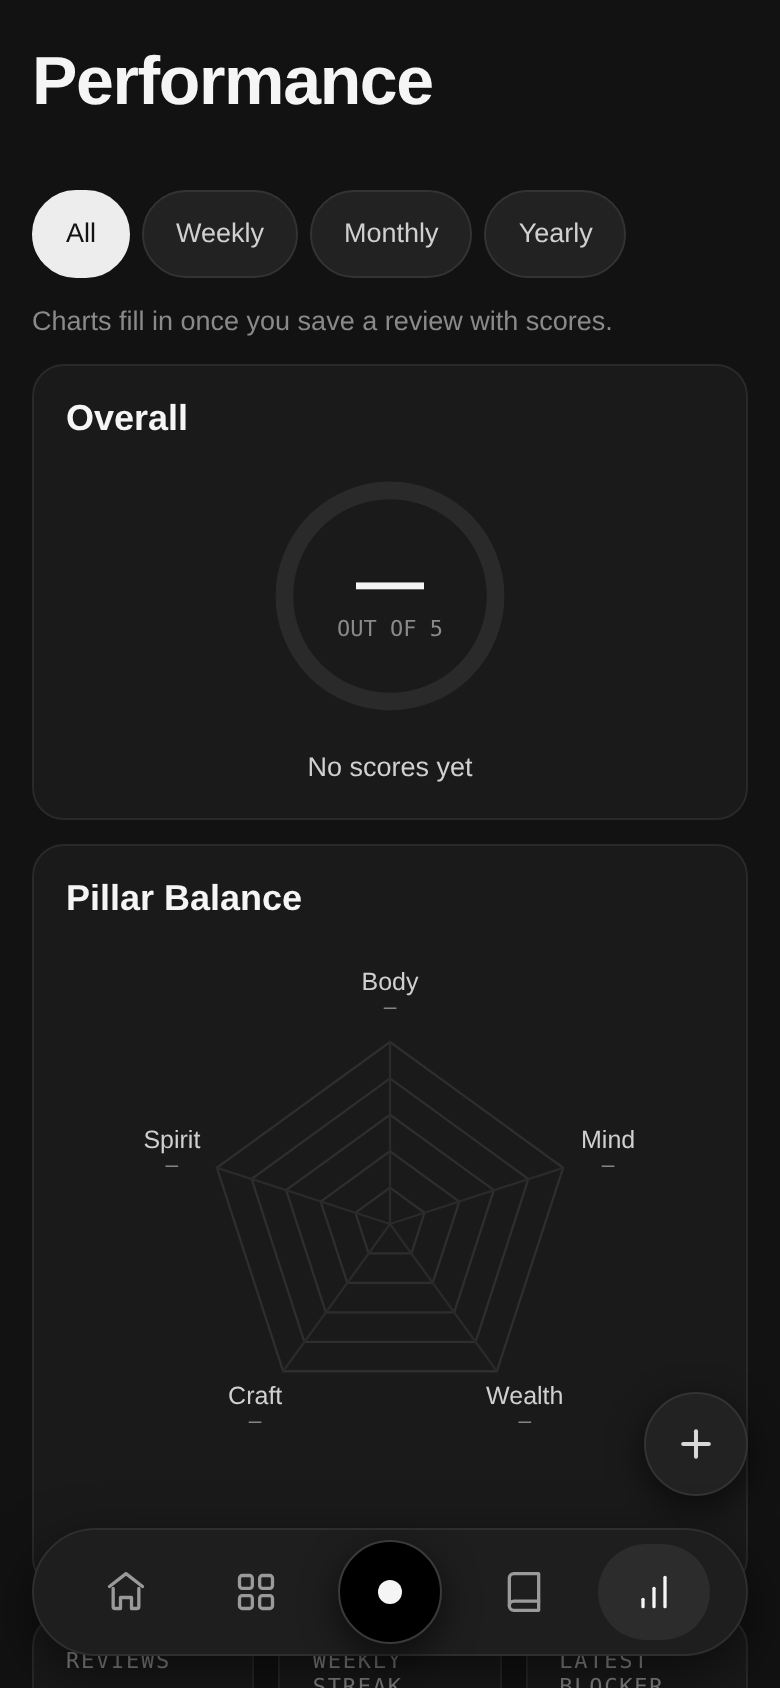 Performance
All Weekly Monthly Yearly
Charts fill in once you save a review with scores.
Overall
—
OUT OF 5
No scores yet
Pillar Balance
Body
–
Spirit
–
Mind
–
Craft
–
Wealth
–
REVIEWS
WEEKLY
STREAK
LATEST
BLOCKER